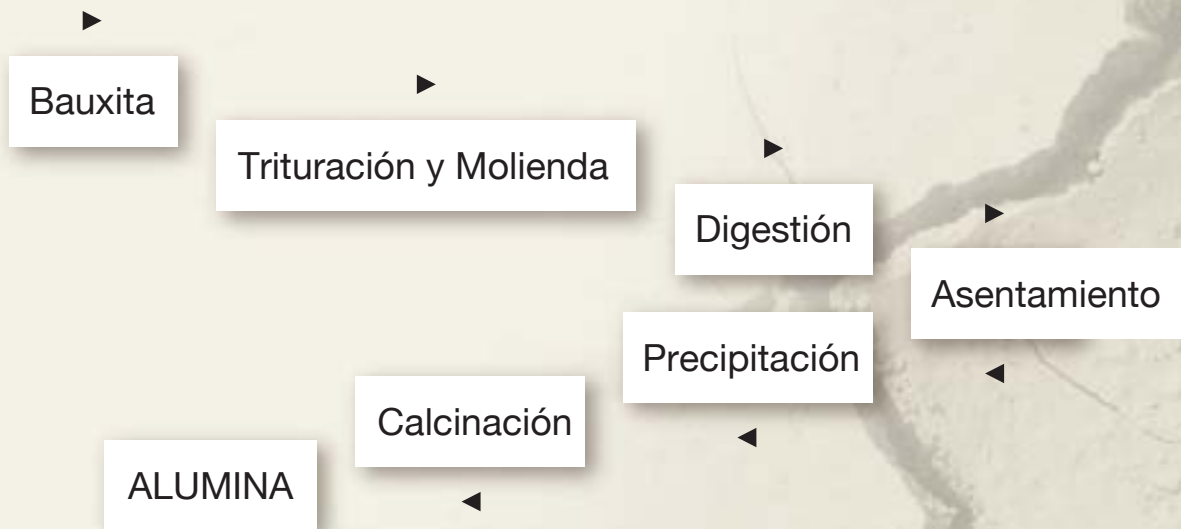 Bauxita
Trituración y Molienda
Digestión
Asentamiento
Precipitación
Calcinación
ALUMINA